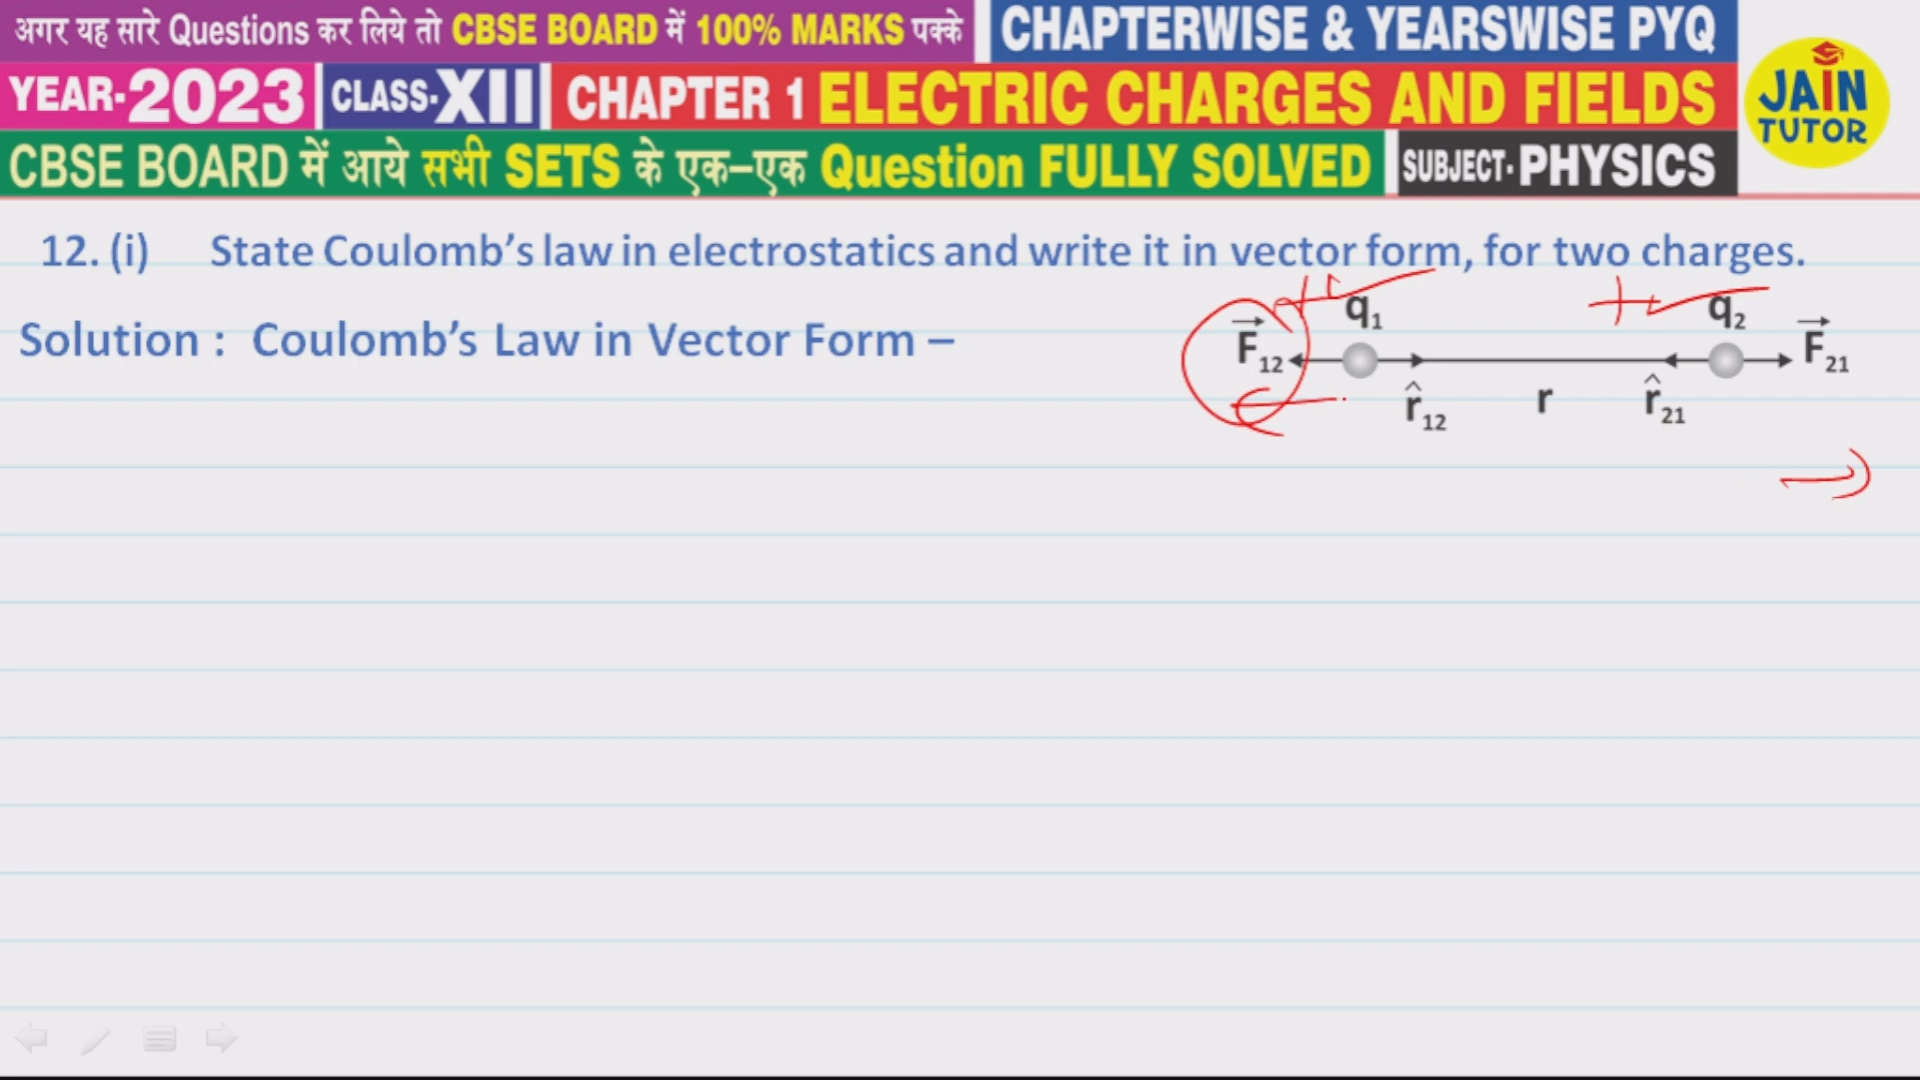 अगर यह सारे Questions कर लिये तो CBSE BOARD में 100% MARKS पक्के
CHAPTERWISE & YEARSWISE PYQ
YEAR-2023 CLASS-XII CHAPTER 1 ELECTRIC CHARGES AND FIELDS
JAIN TUTOR
CBSE BOARD में आये सभी SETS के एक–एक Question FULLY SOLVED SUBJECT-PHYSICS
12. (i) State Coulomb's law in electrostatics and write it in vector form, for two charges.
Solution : Coulomb's Law in Vector Form –
+ q₁ + q₂
F⃗₁₂ F⃗₂₁
r̂₁₂ r r̂₂₁